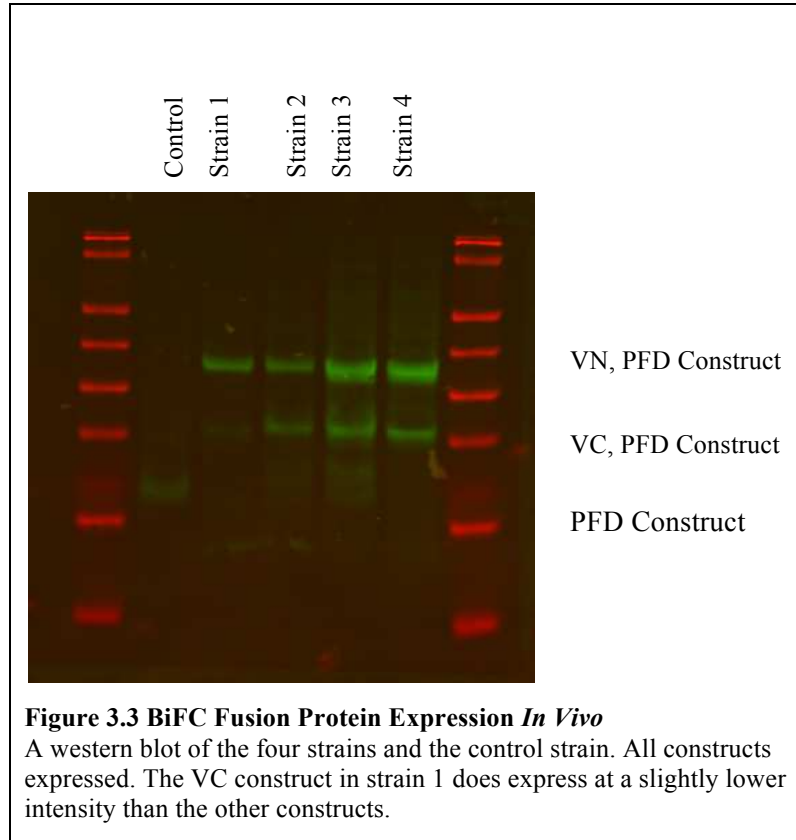 Control
Strain 1
Strain 2
Strain 3
Strain 4
VN, PFD Construct
VC, PFD Construct
PFD Construct
Figure 3.3 BiFC Fusion Protein Expression In Vivo
A western blot of the four strains and the control strain. All constructs
expressed. The VC construct in strain 1 does express at a slightly lower
intensity than the other constructs.